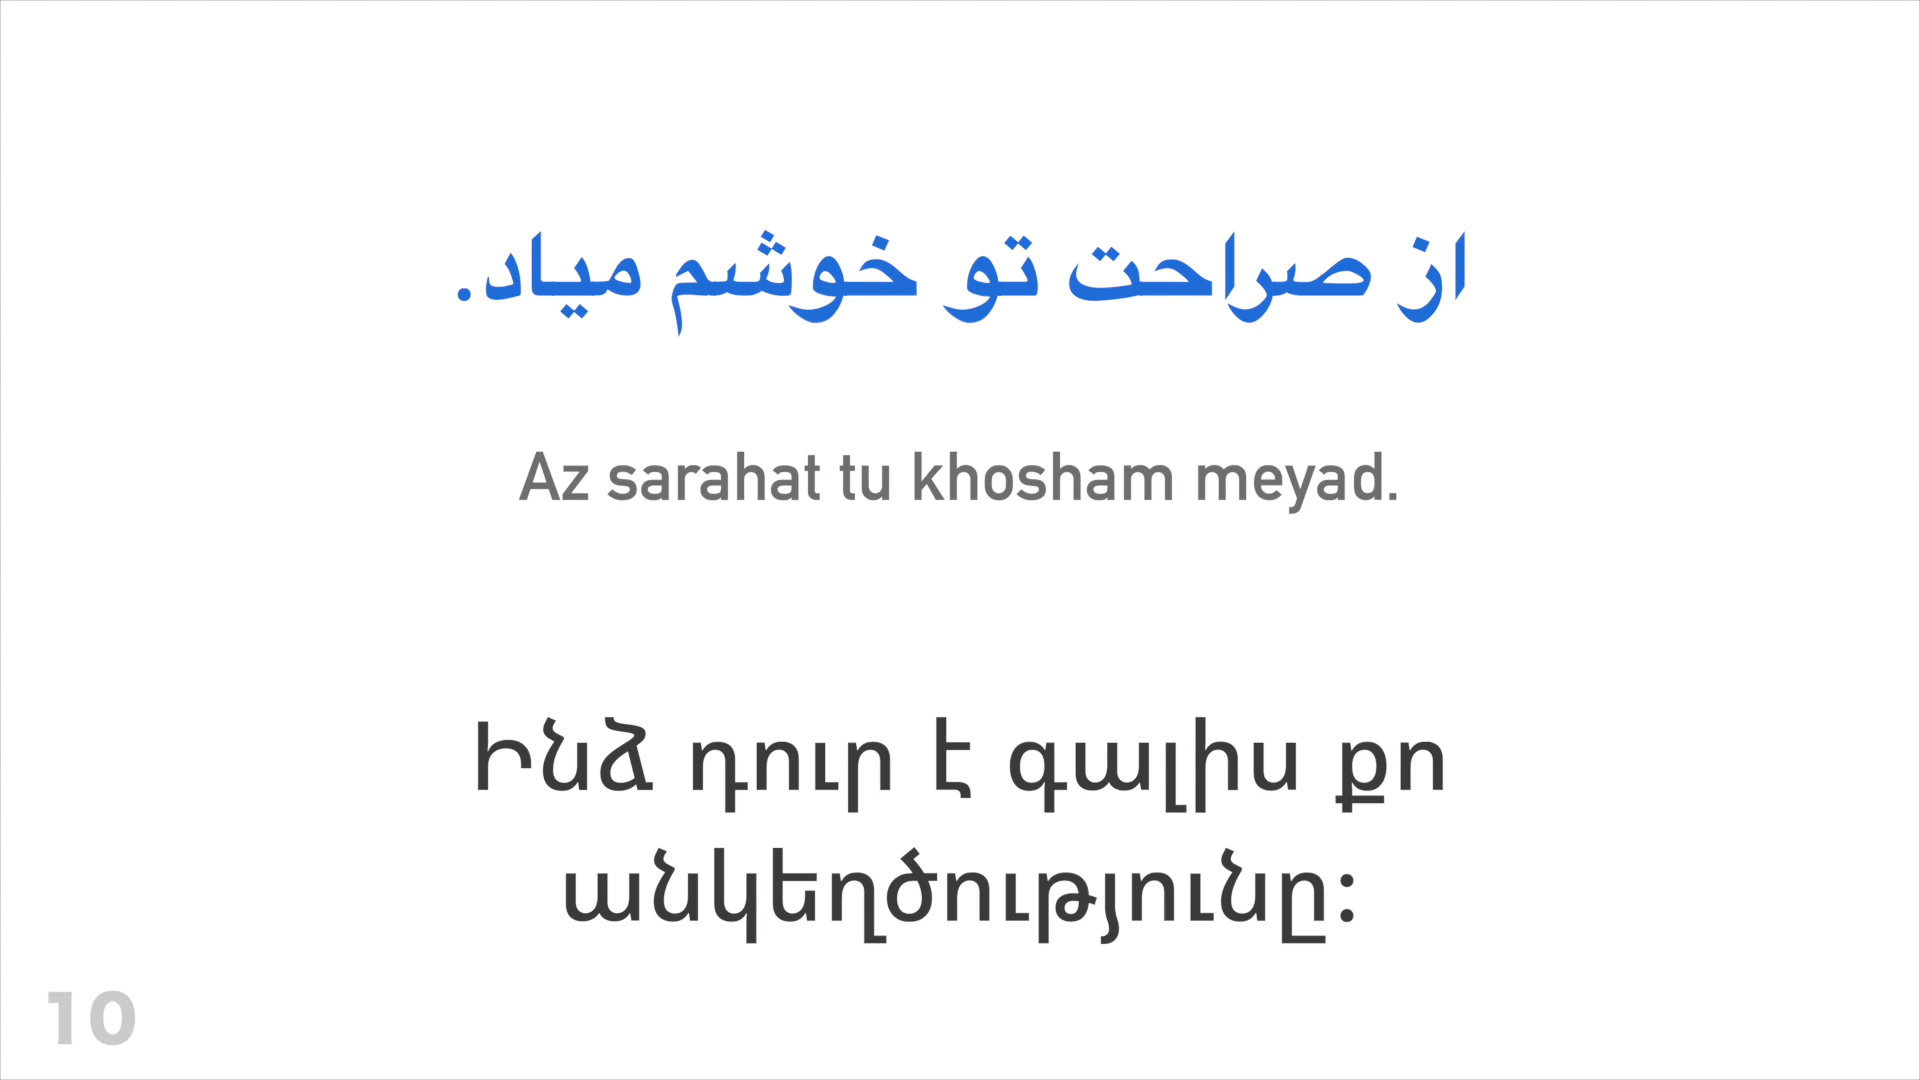 از صراحت تو خوشم میاد.
Az sarahat tu khosham meyad.
Ինձ դուր է գալիս քո
անկեղծությունը:
10